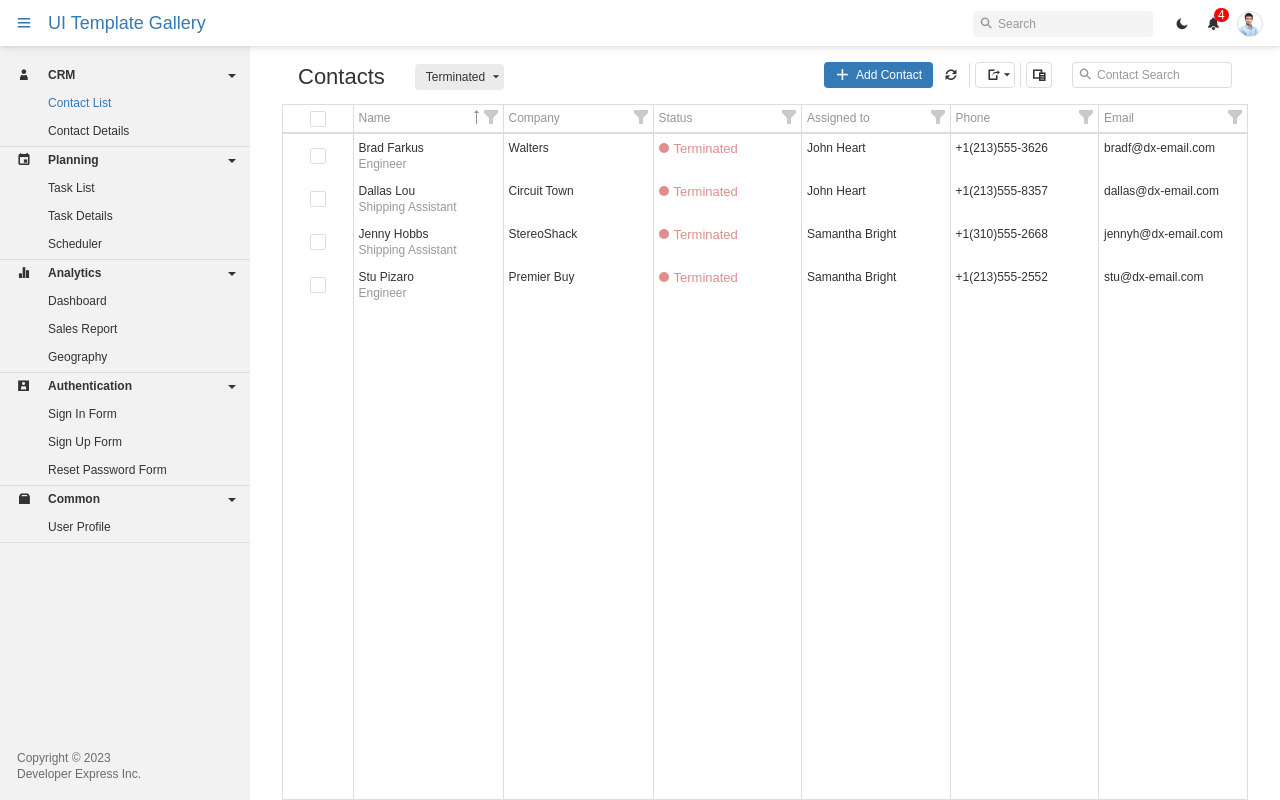 UI Template Gallery
Search
4
CRM
Contact List
Contact Details
Planning
Task List
Task Details
Scheduler
Analytics
Dashboard
Sales Report
Geography
Authentication
Sign In Form
Sign Up Form
Reset Password Form
Common
User Profile
Copyright © 2023
Developer Express Inc.
Contacts
Terminated
Add Contact
Contact Search
Name Company Status Assigned to Phone Email
Brad Farkus Walters Terminated John Heart +1(213)555-3626 bradf@dx-email.com
Engineer
Dallas Lou Circuit Town Terminated John Heart +1(213)555-8357 dallas@dx-email.com
Shipping Assistant
Jenny Hobbs StereoShack Terminated Samantha Bright +1(310)555-2668 jennyh@dx-email.com
Shipping Assistant
Stu Pizaro Premier Buy Terminated Samantha Bright +1(213)555-2552 stu@dx-email.com
Engineer